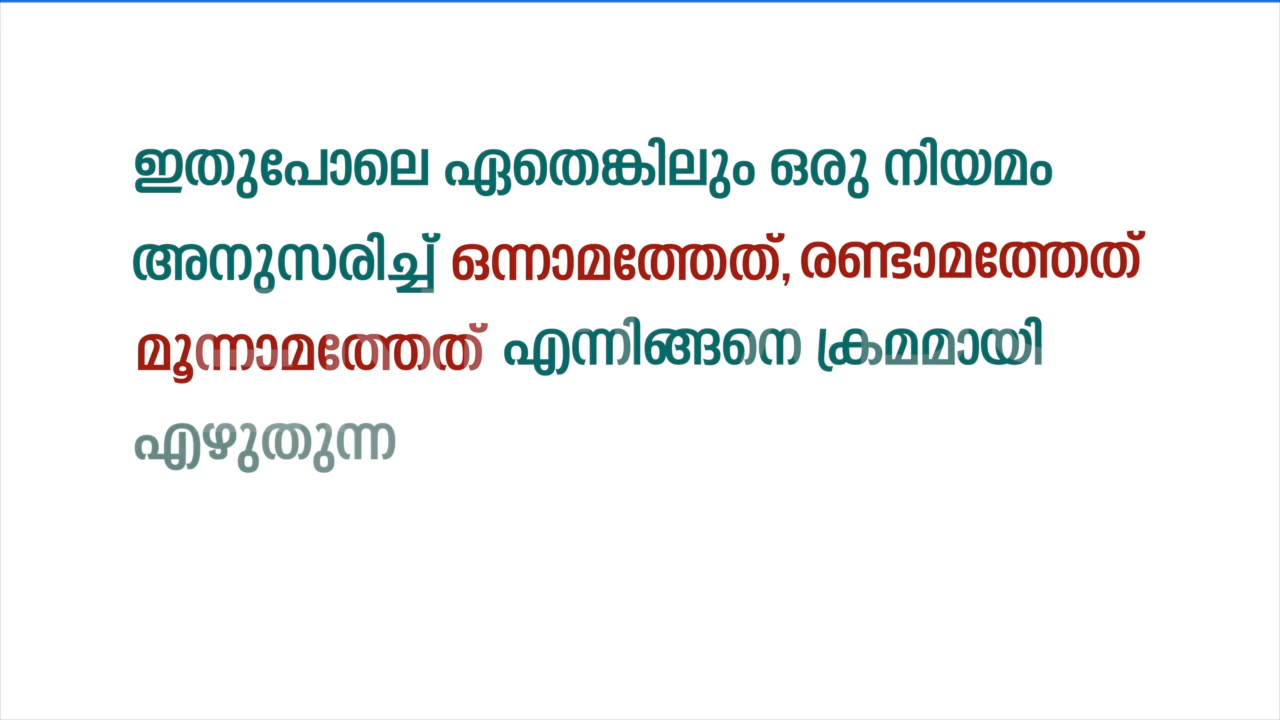 ഇതുപോലെ ഏതെങ്കിലും ഒരു നിയമം
അനുസരിച്ച് ഒന്നാമത്തേത്, രണ്ടാമത്തേത്
മൂന്നാമത്തേത് എന്നിങ്ങനെ ക്രമമായി
എഴുതുന്ന